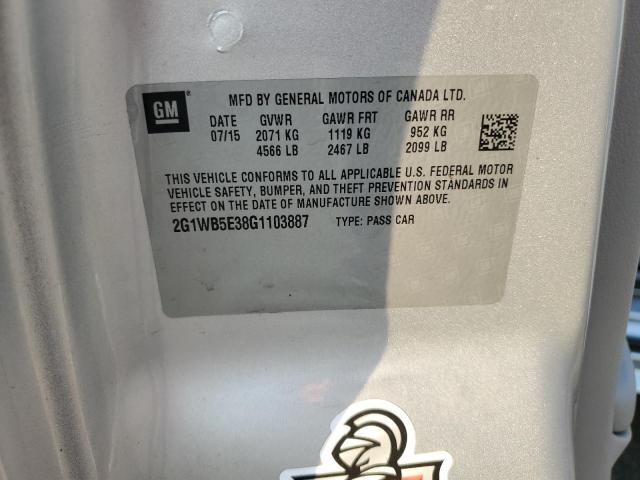 GM
MFD BY GENERAL MOTORS OF CANADA LTD.
DATE GVWR GAWR FRT GAWR RR
07/15 2071 KG 1119 KG 952 KG
4566 LB 2467 LB 2099 LB
THIS VEHICLE CONFORMS TO ALL APPLICABLE U.S. FEDERAL MOTOR
VEHICLE SAFETY, BUMPER, AND THEFT PREVENTION STANDARDS IN
EFFECT ON THE DATE OF MANUFACTURE SHOWN ABOVE.
2G1WB5E38G1103887 TYPE: PASS CAR